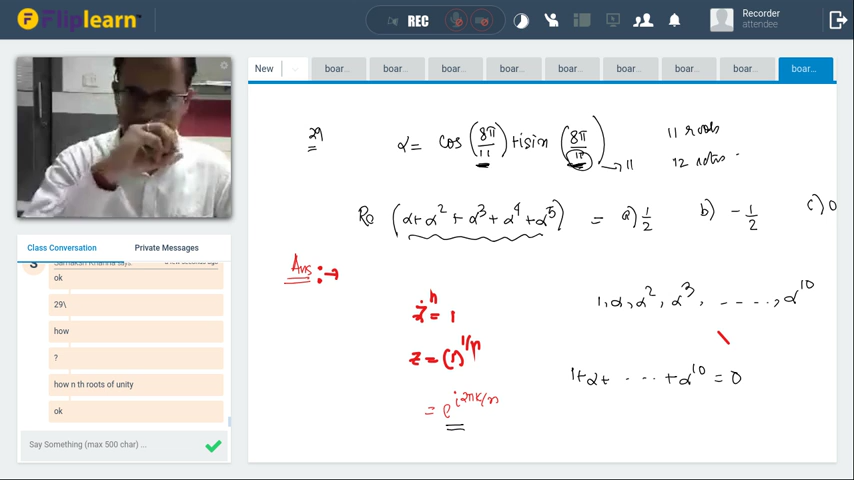 Fliplearn
REC
Recorder
attendee
New
boar...
boar...
boar...
boar...
boar...
boar...
boar...
boar...
boar...
29
α = cos (8π/11) + i sin (8π/11) → 11
11 roots
12 roots
Re (α + α² + α³ + α⁴ + α⁵) = a) 1/2 b) - 1/2 c) 0
Ans :→
zⁿ = 1
z = (1)^1/n
= e^i2πk/n
1, α, α², α³, - - - - -, α¹⁰
1 + α + - - - - + α¹⁰ = 0
Class Conversation
Private Messages
ok
29\
how
?
how n th roots of unity
ok
Say Something (max 500 char) ...